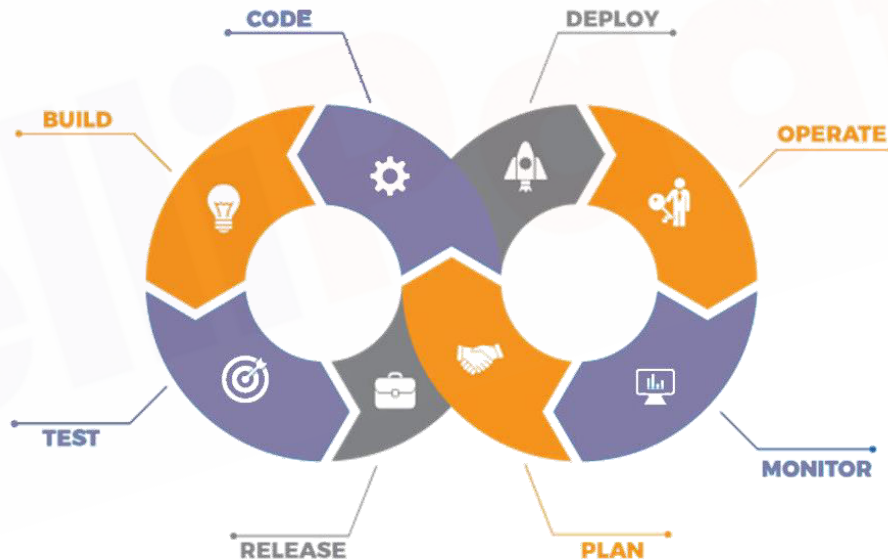 CODE
DEPLOY
BUILD
OPERATE
TEST
MONITOR
RELEASE
PLAN